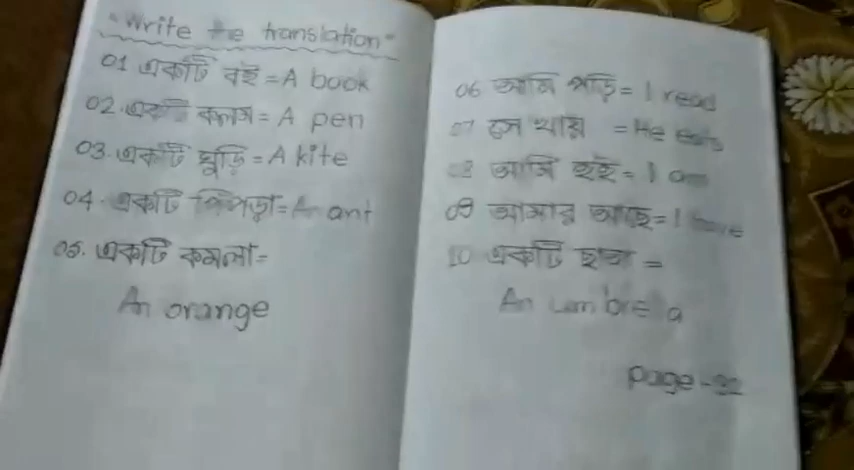 "Write the translation"
01 একটি বই = A book
02. একটি কলম = A pen
03. একটি ঘুড়ি = A kite
04. একটি পিঁপড়া = An ant
05. একটি কমলা =
An orange
06 আমি পড়ি = I read
07 সে খায় = He eats
08 আমি হই = I am
09 আমার আছে = I have
10 একটি ছাতা =
An umbrella
page - 32